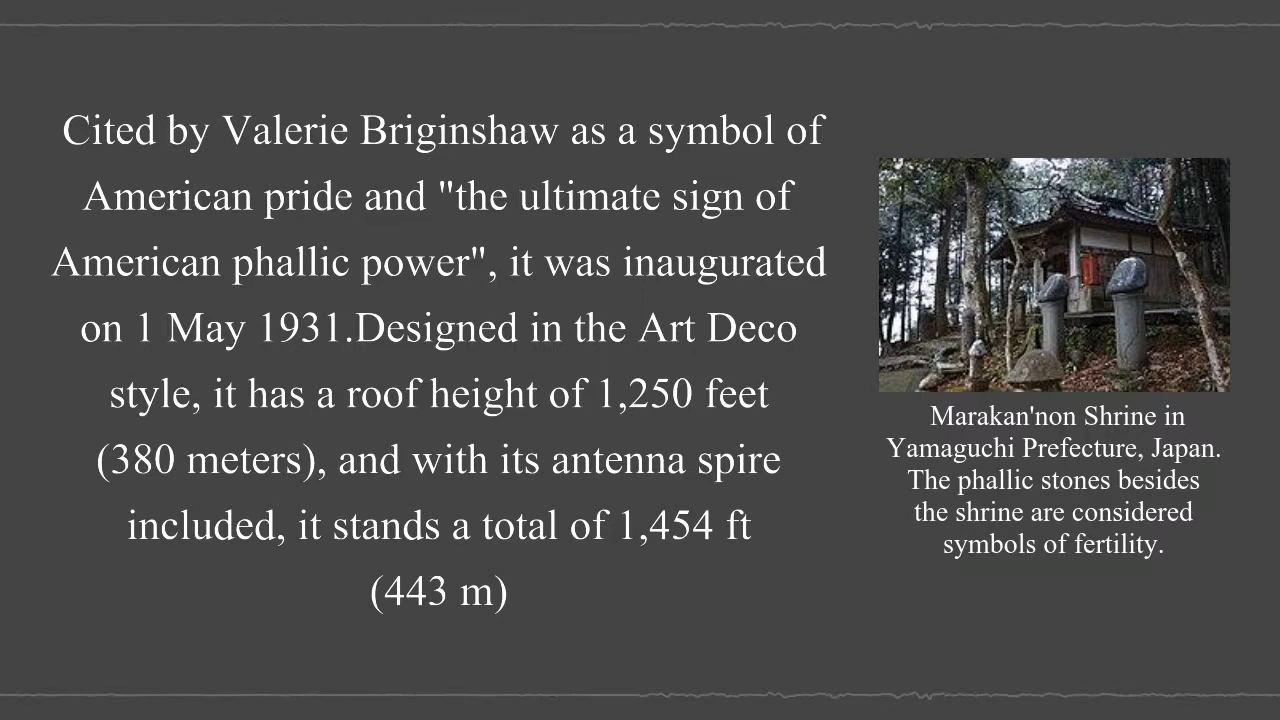 Cited by Valerie Briginshaw as a symbol of
American pride and "the ultimate sign of
American phallic power", it was inaugurated
on 1 May 1931.Designed in the Art Deco
style, it has a roof height of 1,250 feet
(380 meters), and with its antenna spire
included, it stands a total of 1,454 ft
(443 m)
Marakan'non Shrine in
Yamaguchi Prefecture, Japan.
The phallic stones besides
the shrine are considered
symbols of fertility.